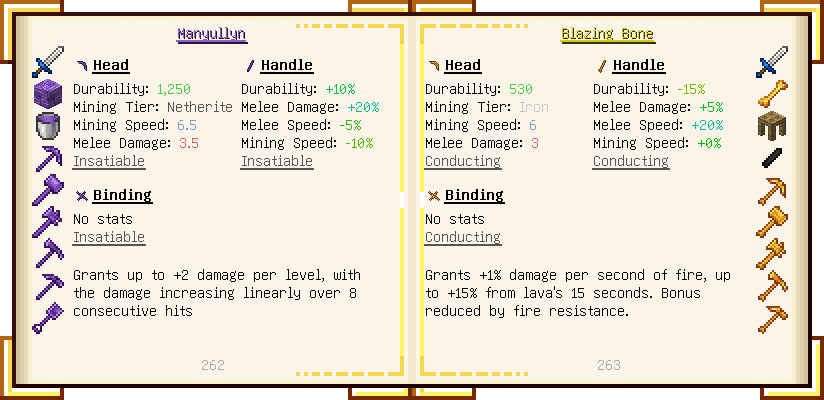 Manyullyn
Head
Durability: 1,250
Mining Tier: Netherite
Mining Speed: 6.5
Melee Damage: 3.5
Insatiable
Handle
Durability: +10%
Melee Damage: +20%
Melee Speed: -5%
Mining Speed: -10%
Insatiable
Binding
No stats
Insatiable
Grants up to +2 damage per level, with
the damage increasing linearly over 8
consecutive hits
262
Blazing Bone
Head
Durability: 530
Mining Tier: Iron
Mining Speed: 6
Melee Damage: 3
Conducting
Handle
Durability: -15%
Melee Damage: +5%
Melee Speed: +20%
Mining Speed: +0%
Conducting
Binding
No stats
Conducting
Grants +1% damage per second of fire, up
to +15% from lava's 15 seconds. Bonus
reduced by fire resistance.
263